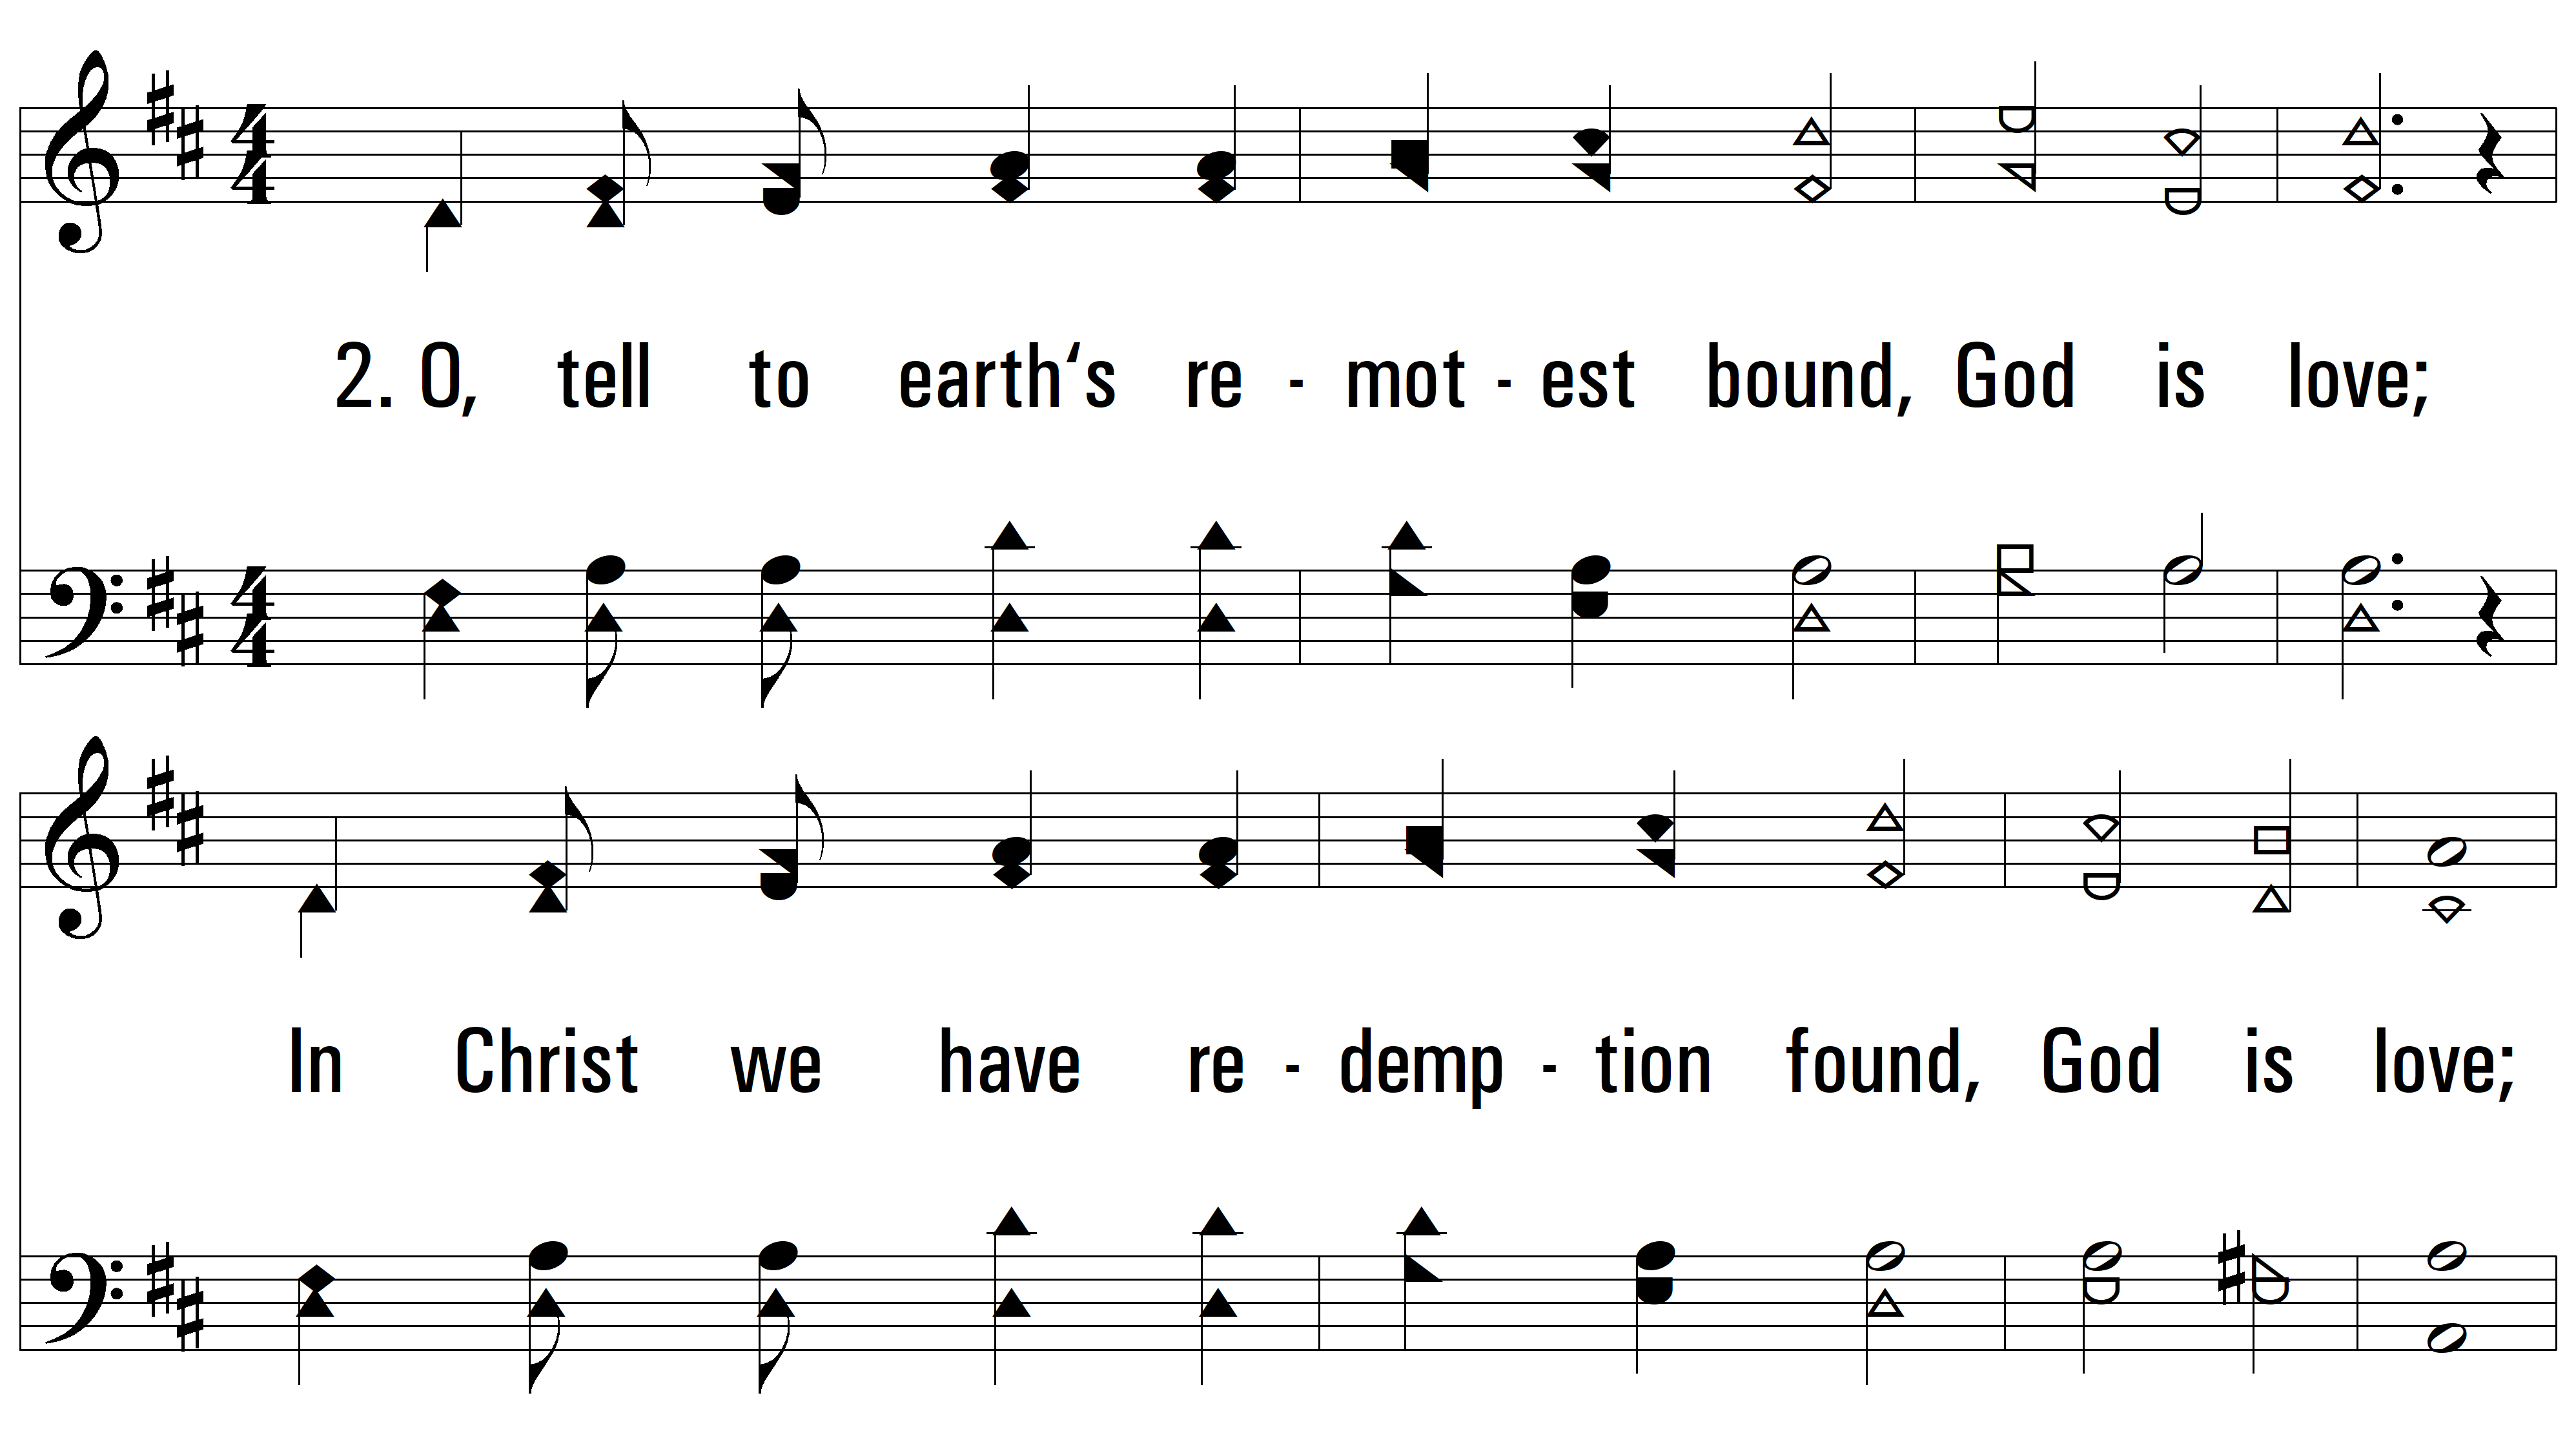 2. O, tell to earth‘s re - mot - est bound, God is love;
In Christ we have re - demp - tion found, God is love;